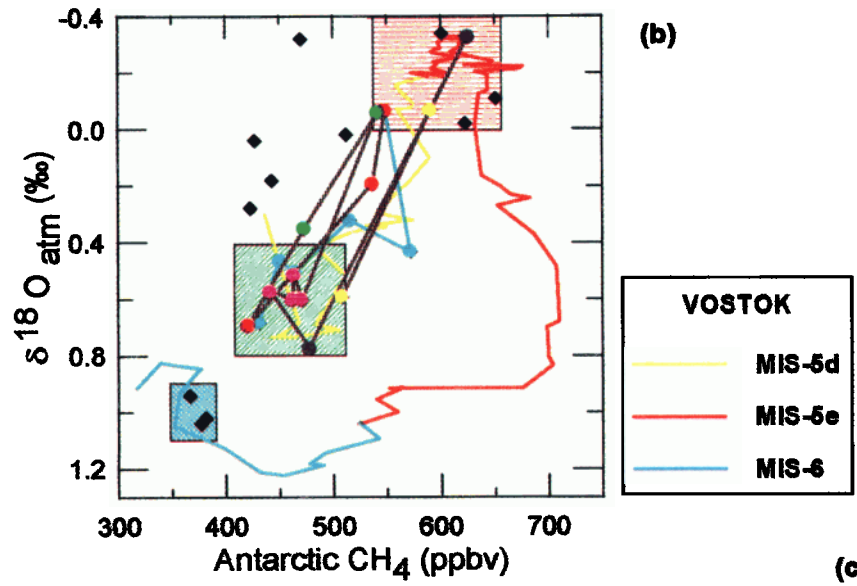 (b)
-0.4
0.0
0.4
0.8
1.2
δ 18 O atm (‰)
300 400 500 600 700
Antarctic CH4 (ppbv)
VOSTOK
MIS-5d
MIS-5e
MIS-6
(c